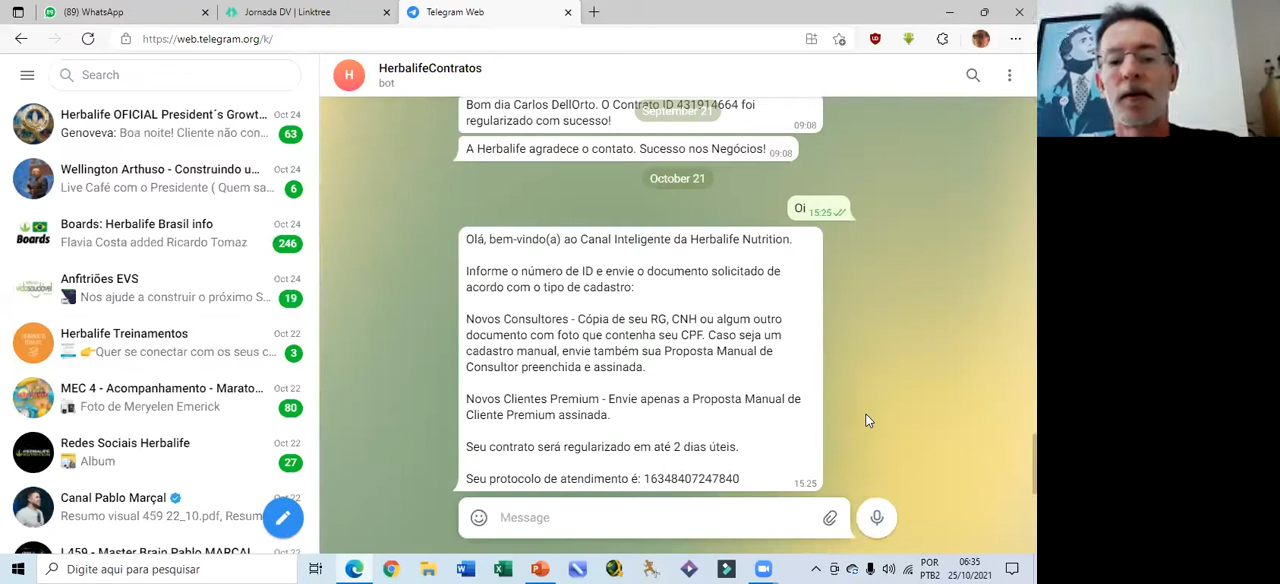 (89) WhatsApp
Jornada DV | Linktree
Telegram Web
https://web.telegram.org/k/
Search
H
HerbalifeContratos
bot
Herbalife OFICIAL President´s Growt... Oct 24
Genoveva: Boa noite! Cliente não con... 63
Wellington Arthuso - Construindo u... Oct 24
Live Café com o Presidente ( Quem sa... 6
Boards: Herbalife Brasil info Oct 24
Flavia Costa added Ricardo Tomaz 246
Boards
Anfitriões EVS Oct 24
Nos ajude a construir o próximo S... 19
Herbalife Treinamentos Oct 22
Quer se conectar com os seus c... 3
MEC 4 - Acompanhamento - Marato... Oct 22
Foto de Meryelen Emerick 80
Redes Sociais Herbalife Oct 22
Album 27
Canal Pablo Marçal Oct 22
Resumo visual 459 22_10.pdf, Resum
L459 - Master Brain Pablo MARÇAL
Bom dia Carlos DellOrto. O Contrato ID 431914664 foi
regularizado com sucesso! 09:08
September 21
A Herbalife agradece o contato. Sucesso nos Negócios! 09:08
October 21
Oi 15:25
Olá, bem-vindo(a) ao Canal Inteligente da Herbalife Nutrition.
Informe o número de ID e envie o documento solicitado de
acordo com o tipo de cadastro:
Novos Consultores - Cópia de seu RG, CNH ou algum outro
documento com foto que contenha seu CPF. Caso seja um
cadastro manual, envie também sua Proposta Manual de
Consultor preenchida e assinada.
Novos Clientes Premium - Envie apenas a Proposta Manual de
Cliente Premium assinada.
Seu contrato será regularizado em até 2 dias úteis.
Seu protocolo de atendimento é: 16348407247840 15:25
Message
Digite aqui para pesquisar
POR
PTB2
06:35
25/10/2021